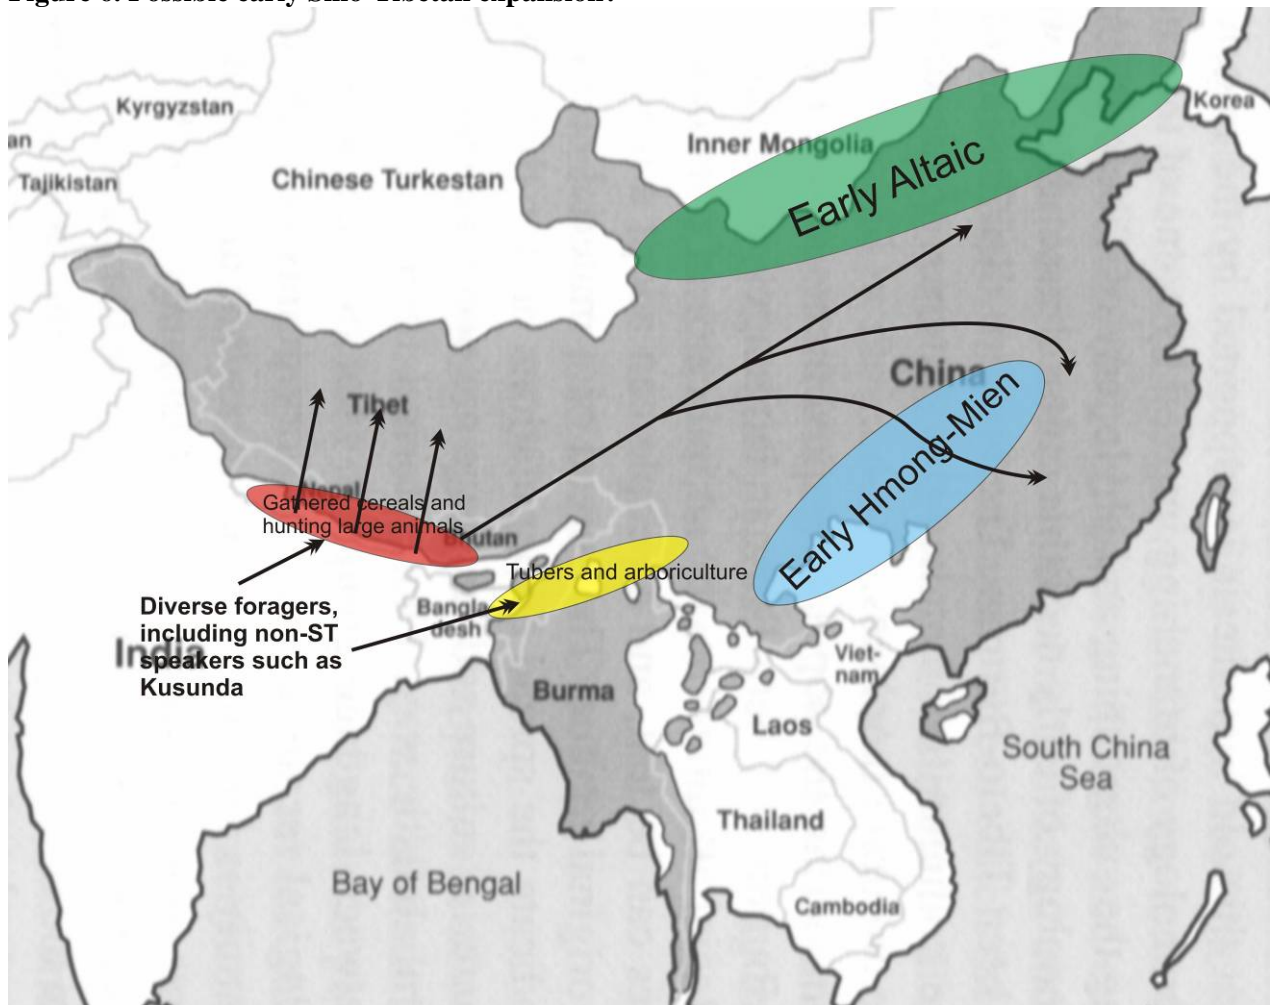 Figure 6. Possible early Sino-Tibetan expansion?
Kyrgyzstan
Korea
an
Inner Mongolia
Tajikistan
Chinese Turkestan
Early Altaic
China
Tibet
Early Hmong-Mien
Nepal
Gathered cereals and
hunting large animals
Bhutan
Tubers and arboriculture
Bangla
desh
Diverse foragers,
including non-ST
speakers such as
Kusunda
India
Viet-
nam
Burma
Laos
South China
Sea
Thailand
Bay of Bengal
Cambodia